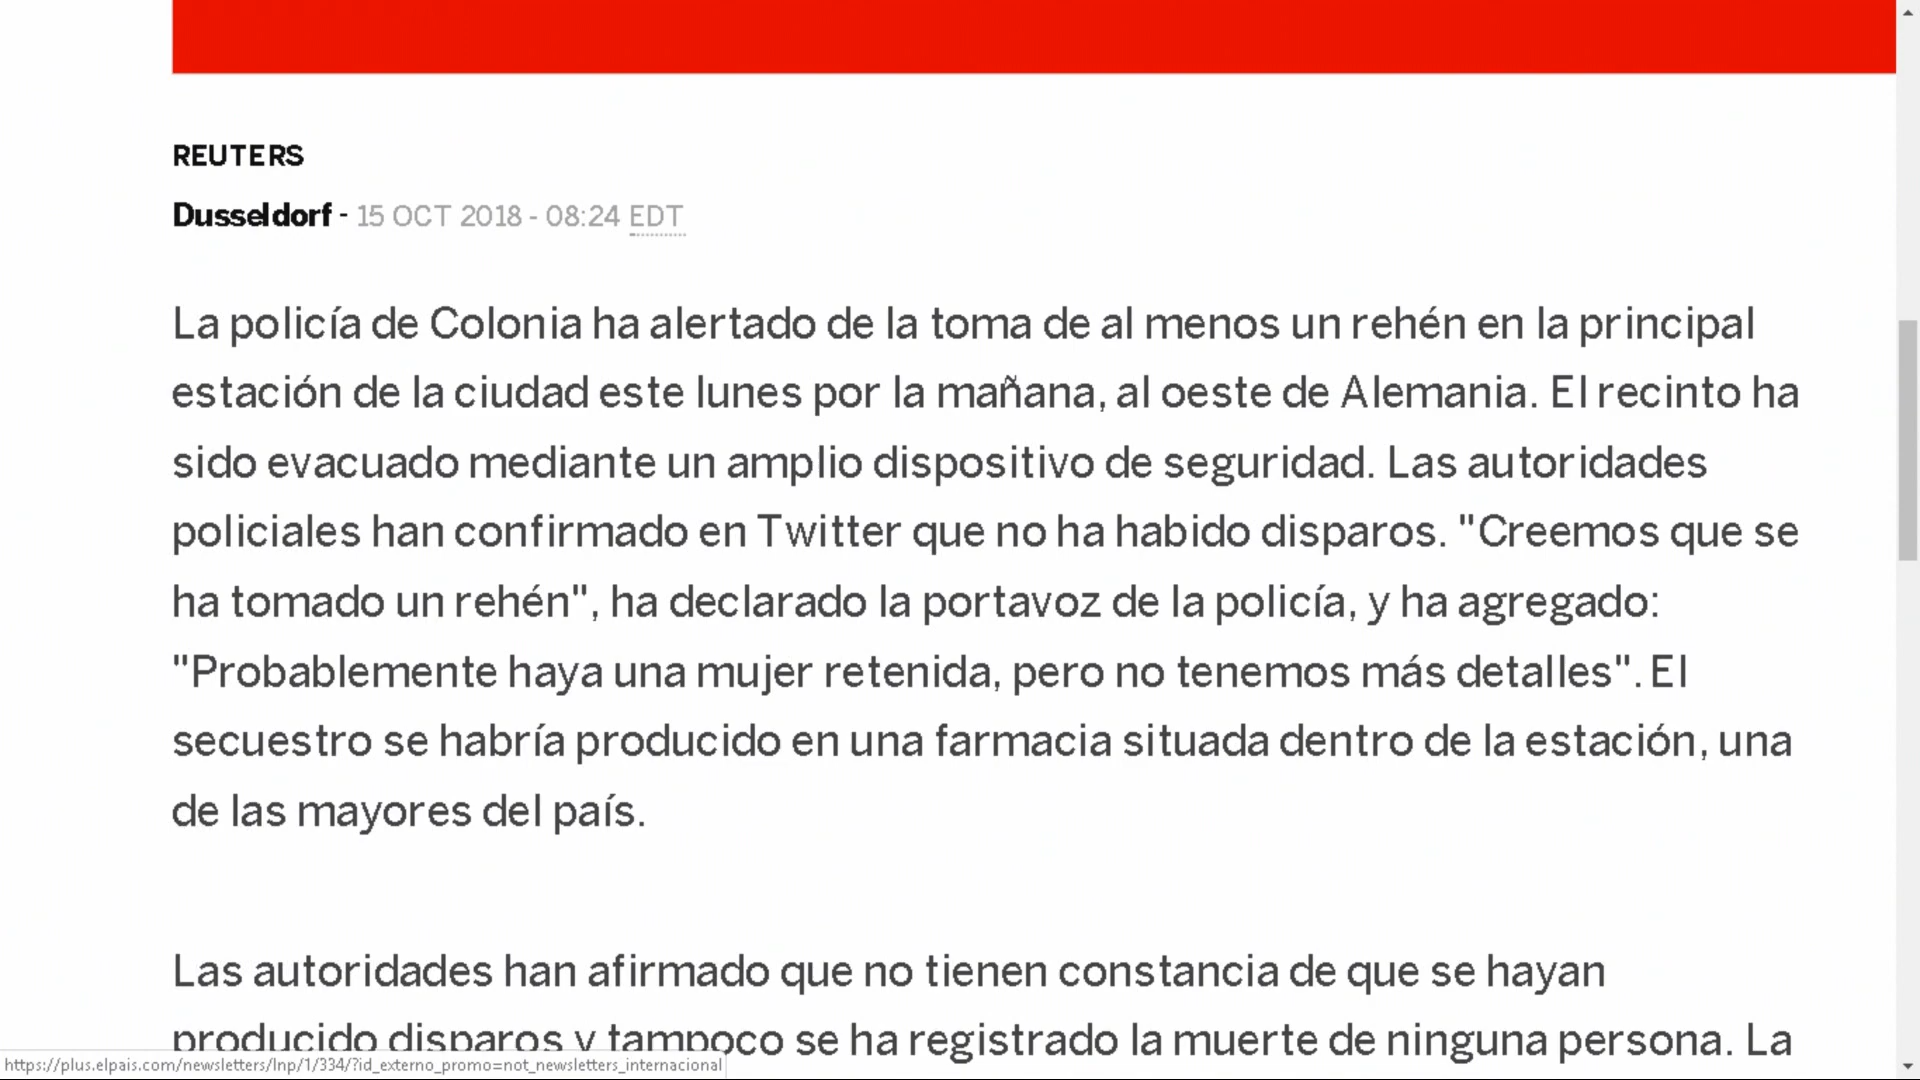 REUTERS
Dusseldorf - 15 OCT 2018 - 08:24 EDT
La policía de Colonia ha alertado de la toma de al menos un rehén en la principal
estación de la ciudad este lunes por la mañana, al oeste de Alemania. El recinto ha
sido evacuado mediante un amplio dispositivo de seguridad. Las autoridades
policiales han confirmado en Twitter que no ha habido disparos. "Creemos que se
ha tomado un rehén", ha declarado la portavoz de la policía, y ha agregado:
"Probablemente haya una mujer retenida, pero no tenemos más detalles". El
secuestro se habría producido en una farmacia situada dentro de la estación, una
de las mayores del país.
Las autoridades han afirmado que no tienen constancia de que se hayan
producido disparos y tampoco se ha registrado la muerte de ninguna persona. La
https://plus.elpais.com/newsletters/lnp/1/334/?id_externo_promo=not_newsletters_internacional